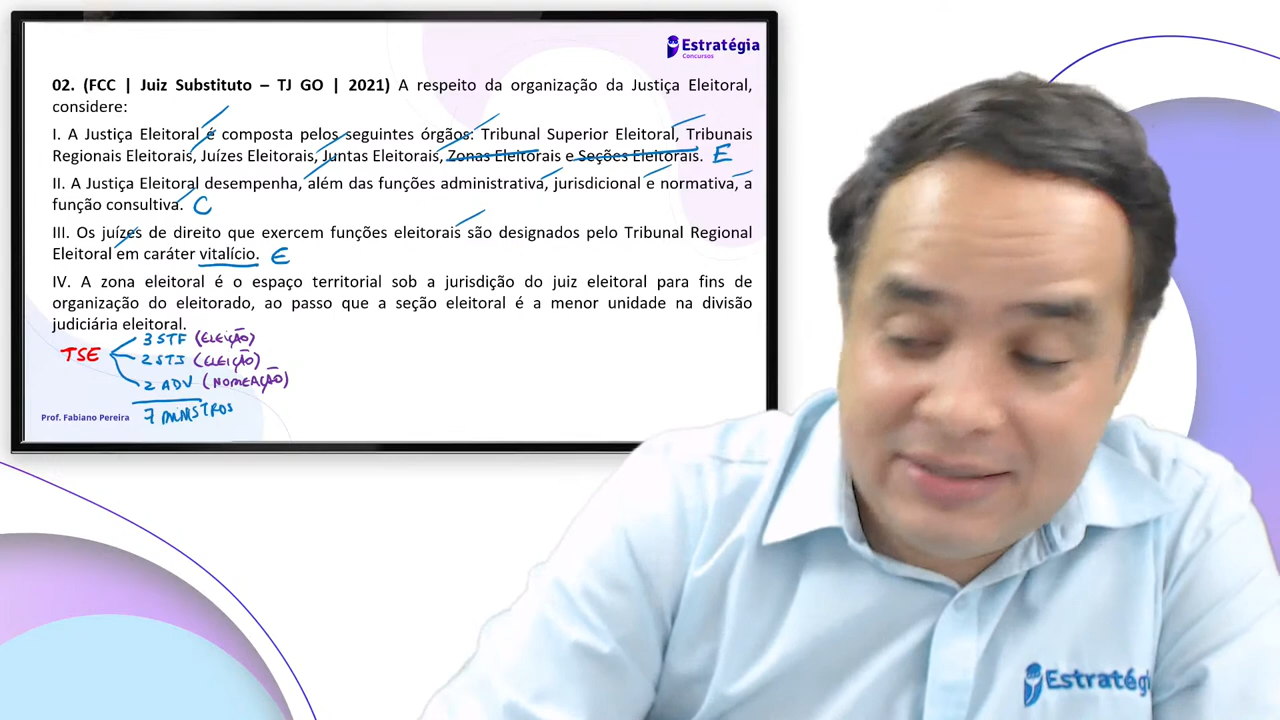 Estratégia
Concursos
02. (FCC | Juiz Substituto – TJ GO | 2021) A respeito da organização da Justiça Eleitoral,
considere:
I. A Justiça Eleitoral é composta pelos seguintes órgãos: Tribunal Superior Eleitoral, Tribunais
Regionais Eleitorais, Juízes Eleitorais, Juntas Eleitorais, Zonas Eleitorais e Seções Eleitorais. E
II. A Justiça Eleitoral desempenha, além das funções administrativa, jurisdicional e normativa, a
função consultiva. C
III. Os juízes de direito que exercem funções eleitorais são designados pelo Tribunal Regional
Eleitoral em caráter vitalício. E
IV. A zona eleitoral é o espaço territorial sob a jurisdição do juiz eleitoral para fins de
organização do eleitorado, ao passo que a seção eleitoral é a menor unidade na divisão
judiciária eleitoral.
3 STF (ELEIÇÃO)
TSE 2 STJ (ELEIÇÃO)
2 ADV (NOMEAÇÃO)
7 MINISTROS
Prof. Fabiano Pereira
Estratégi